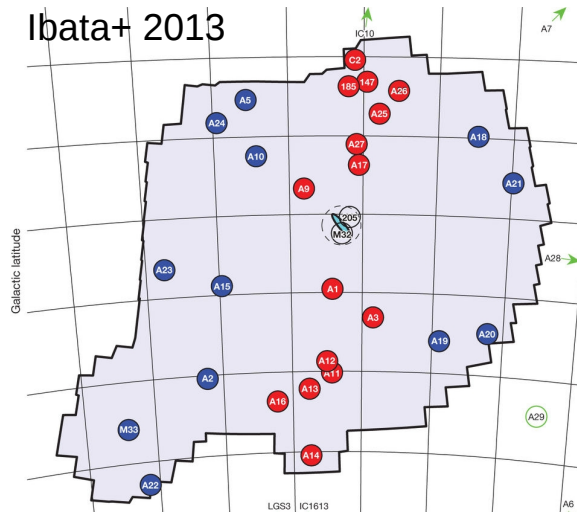 Ibata+ 2013
IC10
A7
C2
185
147
A26
A5
A25
A24
A18
A27
A10
A17
A21
A9
205
M32
Galactic latitude
A28
A23
A15
A1
A3
A20
A19
A12
A11
A2
A13
A16
A29
M33
A14
A22
LGS3
IC1613
A6